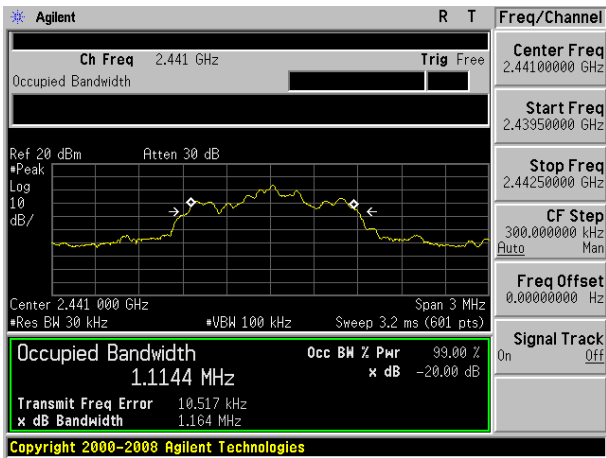 Agilent R T Freq/Channel
Ch Freq 2.441 GHz Trig Free
Occupied Bandwidth
Center Freq
2.44100000 GHz
Start Freq
2.43950000 GHz
Stop Freq
2.44250000 GHz
CF Step
300.000000 kHz
Auto Man
Freq Offset
0.00000000 Hz
Signal Track
On Off
Ref 20 dBm Atten 30 dB
#Peak
Log
10
dB/
Center 2.441 000 GHz Span 3 MHz
#Res BW 30 kHz #VBW 100 kHz Sweep 3.2 ms (601 pts)
Occupied Bandwidth Occ BW % Pwr 99.00 %
1.1144 MHz x dB -20.00 dB
Transmit Freq Error 10.517 kHz
x dB Bandwidth 1.164 MHz
Copyright 2000-2008 Agilent Technologies